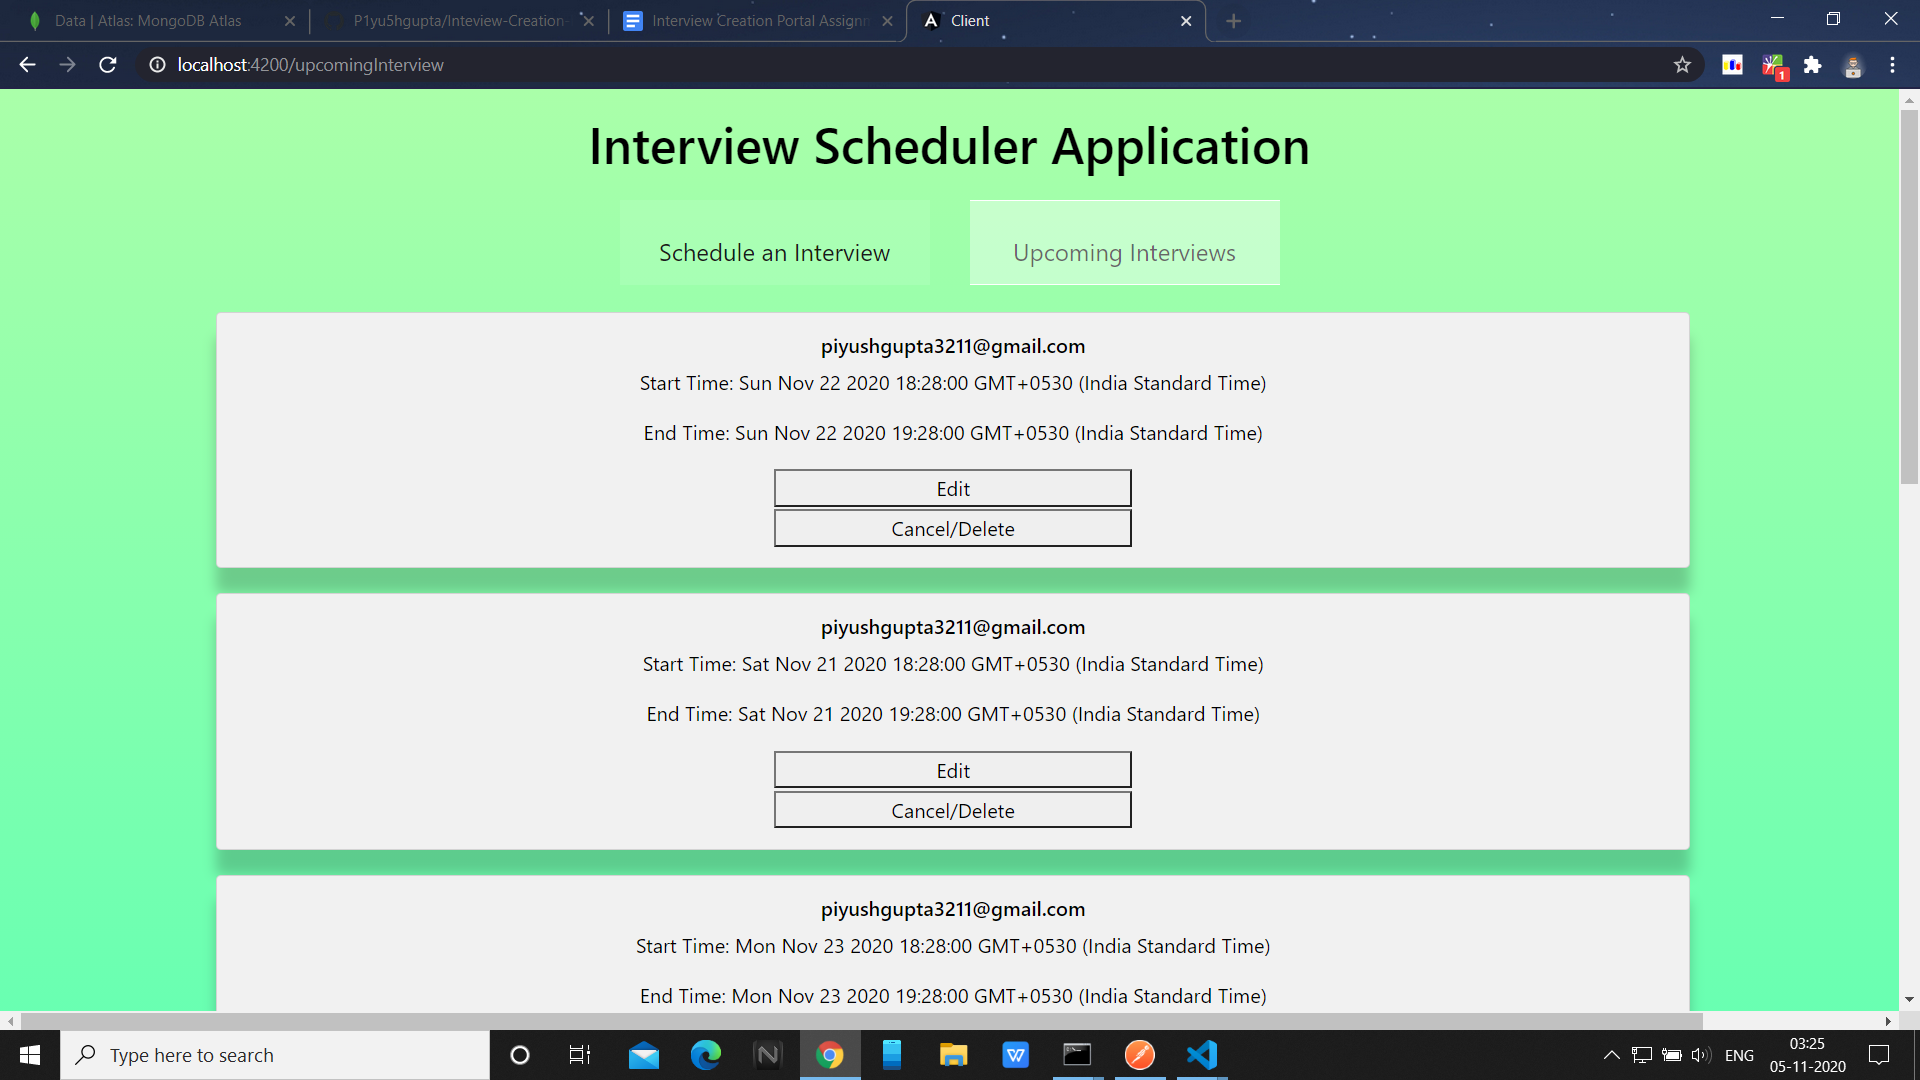 Data | Atlas: MongoDB Atlas
P1yu5hgupta/Inteview-Creation-
Interview Creation Portal Assignm
Client
localhost:4200/upcomingInterview
1
Interview Scheduler Application
Schedule an Interview
Upcoming Interviews
piyushgupta3211@gmail.com
Start Time: Sun Nov 22 2020 18:28:00 GMT+0530 (India Standard Time)
End Time: Sun Nov 22 2020 19:28:00 GMT+0530 (India Standard Time)
Edit
Cancel/Delete
piyushgupta3211@gmail.com
Start Time: Sat Nov 21 2020 18:28:00 GMT+0530 (India Standard Time)
End Time: Sat Nov 21 2020 19:28:00 GMT+0530 (India Standard Time)
Edit
Cancel/Delete
piyushgupta3211@gmail.com
Start Time: Mon Nov 23 2020 18:28:00 GMT+0530 (India Standard Time)
End Time: Mon Nov 23 2020 19:28:00 GMT+0530 (India Standard Time)
Type here to search
ENG
03:25
05-11-2020